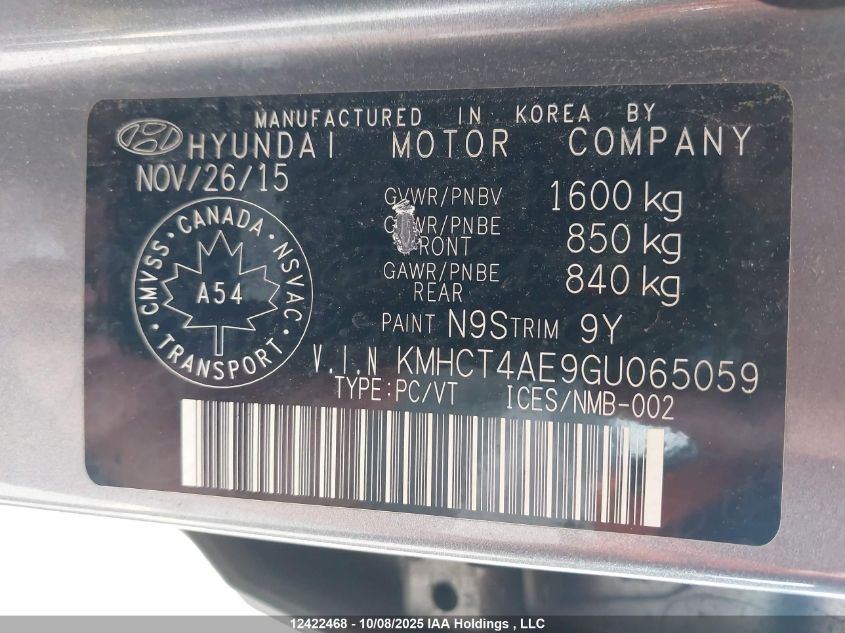 MANUFACTURED IN KOREA BY
HYUNDAI MOTOR COMPANY
NOV/26/15
GVWR/PNBV 1600 kg
WR/PNBE
FRONT 850 kg
GAWR/PNBE
REAR 840 kg
CMVSS · CANADA · NSVAC · TRANSPORT ·
A54
PAINT N9S TRIM 9Y
V.I.N KMHCT4AE9GU065059
TYPE:PC/VT ICES/NMB-002
12422468 - 10/08/2025 IAA Holdings , LLC